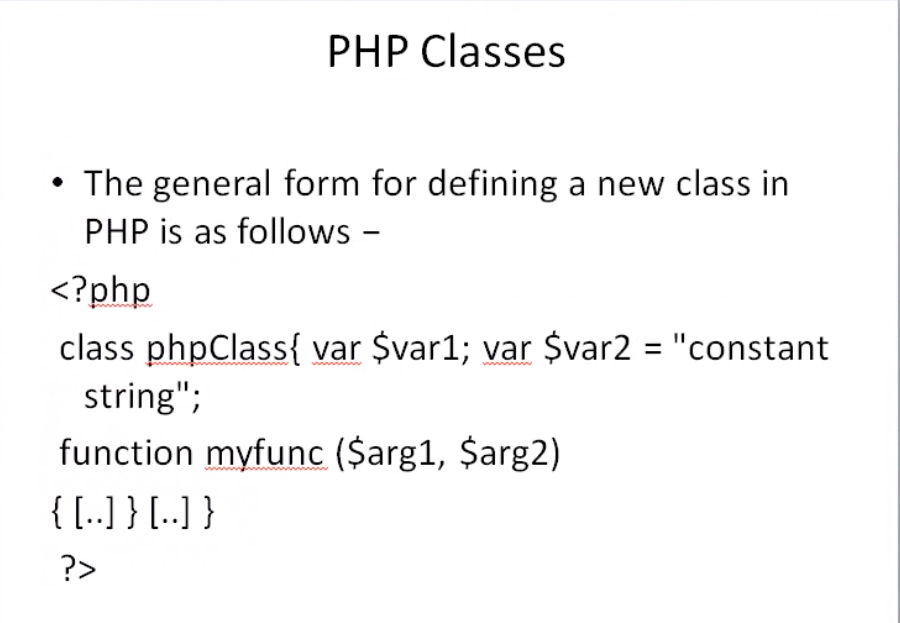 PHP Classes
• The general form for defining a new class in
PHP is as follows –
<?php
class phpClass{ var $var1; var $var2 = "constant
string";
function myfunc ($arg1, $arg2)
{ [..] } [..] }
?>